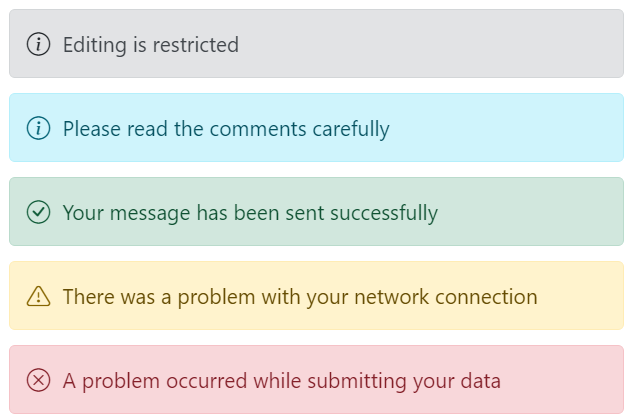 Editing is restricted
Please read the comments carefully
Your message has been sent successfully
There was a problem with your network connection
A problem occurred while submitting your data